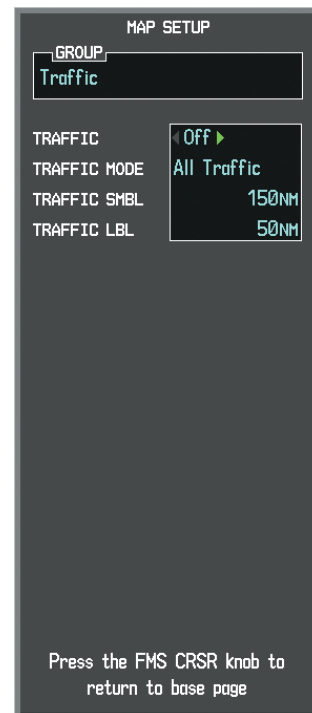 MAP SETUP
GROUP
Traffic
TRAFFIC Off
TRAFFIC MODE All Traffic
TRAFFIC SMBL 150NM
TRAFFIC LBL 50NM
Press the FMS CRSR knob to
return to base page